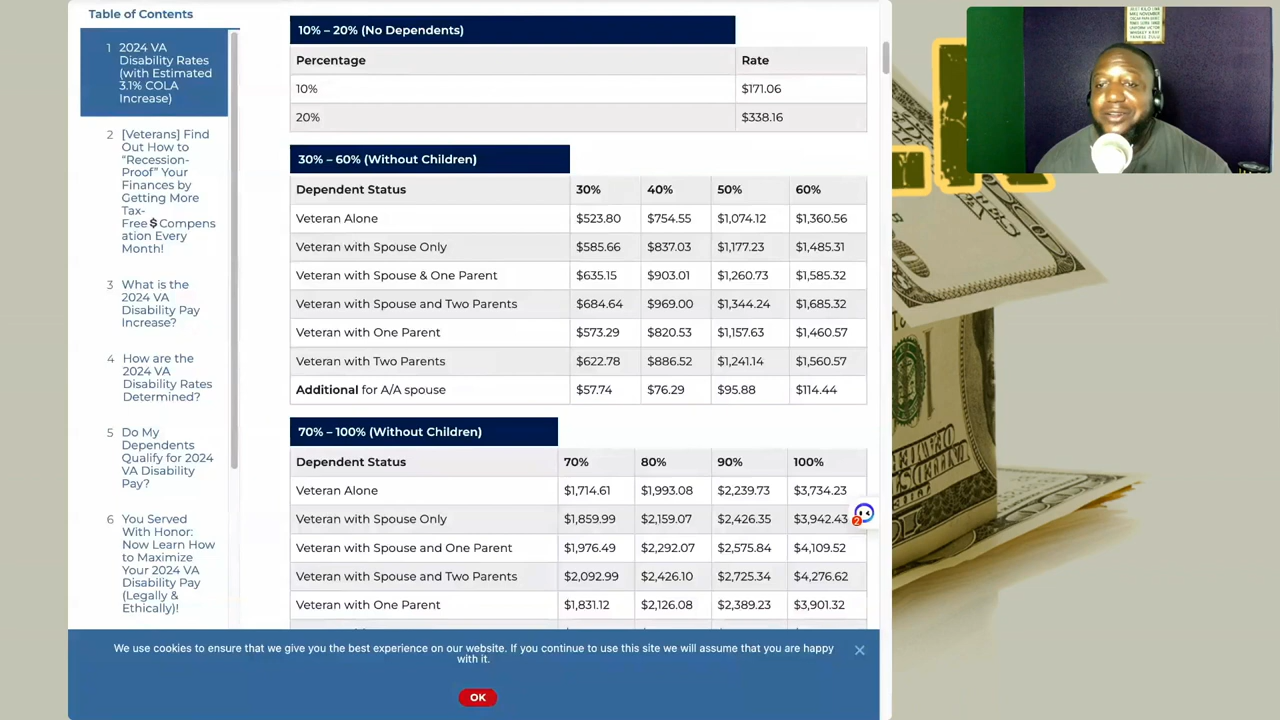 Table of Contents
1 2024 VA
Disability Rates
(with Estimated
3.1% COLA
Increase)
2 [Veterans] Find
Out How to
“Recession-
Proof” Your
Finances by
Getting More
Tax-
Free $ Compens
ation Every
Month!
3 What is the
2024 VA
Disability Pay
Increase?
4 How are the
2024 VA
Disability Rates
Determined?
5 Do My
Dependents
Qualify for 2024
VA Disability
Pay?
6 You Served
With Honor:
Now Learn How
to Maximize
Your 2024 VA
Disability Pay
(Legally &
Ethically)!
10% – 20% (No Dependents)
Percentage Rate
10% $171.06
20% $338.16
30% – 60% (Without Children)
Dependent Status 30% 40% 50% 60%
Veteran Alone $523.80 $754.55 $1,074.12 $1,360.56
Veteran with Spouse Only $585.66 $837.03 $1,177.23 $1,485.31
Veteran with Spouse & One Parent $635.15 $903.01 $1,260.73 $1,585.32
Veteran with Spouse and Two Parents $684.64 $969.00 $1,344.24 $1,685.32
Veteran with One Parent $573.29 $820.53 $1,157.63 $1,460.57
Veteran with Two Parents $622.78 $886.52 $1,241.14 $1,560.57
Additional for A/A spouse $57.74 $76.29 $95.88 $114.44
70% – 100% (Without Children)
Dependent Status 70% 80% 90% 100%
Veteran Alone $1,714.61 $1,993.08 $2,239.73 $3,734.23
Veteran with Spouse Only $1,859.99 $2,159.07 $2,426.35 $3,942.43
2
Veteran with Spouse and One Parent $1,976.49 $2,292.07 $2,575.84 $4,109.52
Veteran with Spouse and Two Parents $2,092.99 $2,426.10 $2,725.34 $4,276.62
Veteran with One Parent $1,831.12 $2,126.08 $2,389.23 $3,901.32
We use cookies to ensure that we give you the best experience on our website. If you continue to use this site we will assume that you are happy
with it.
OK